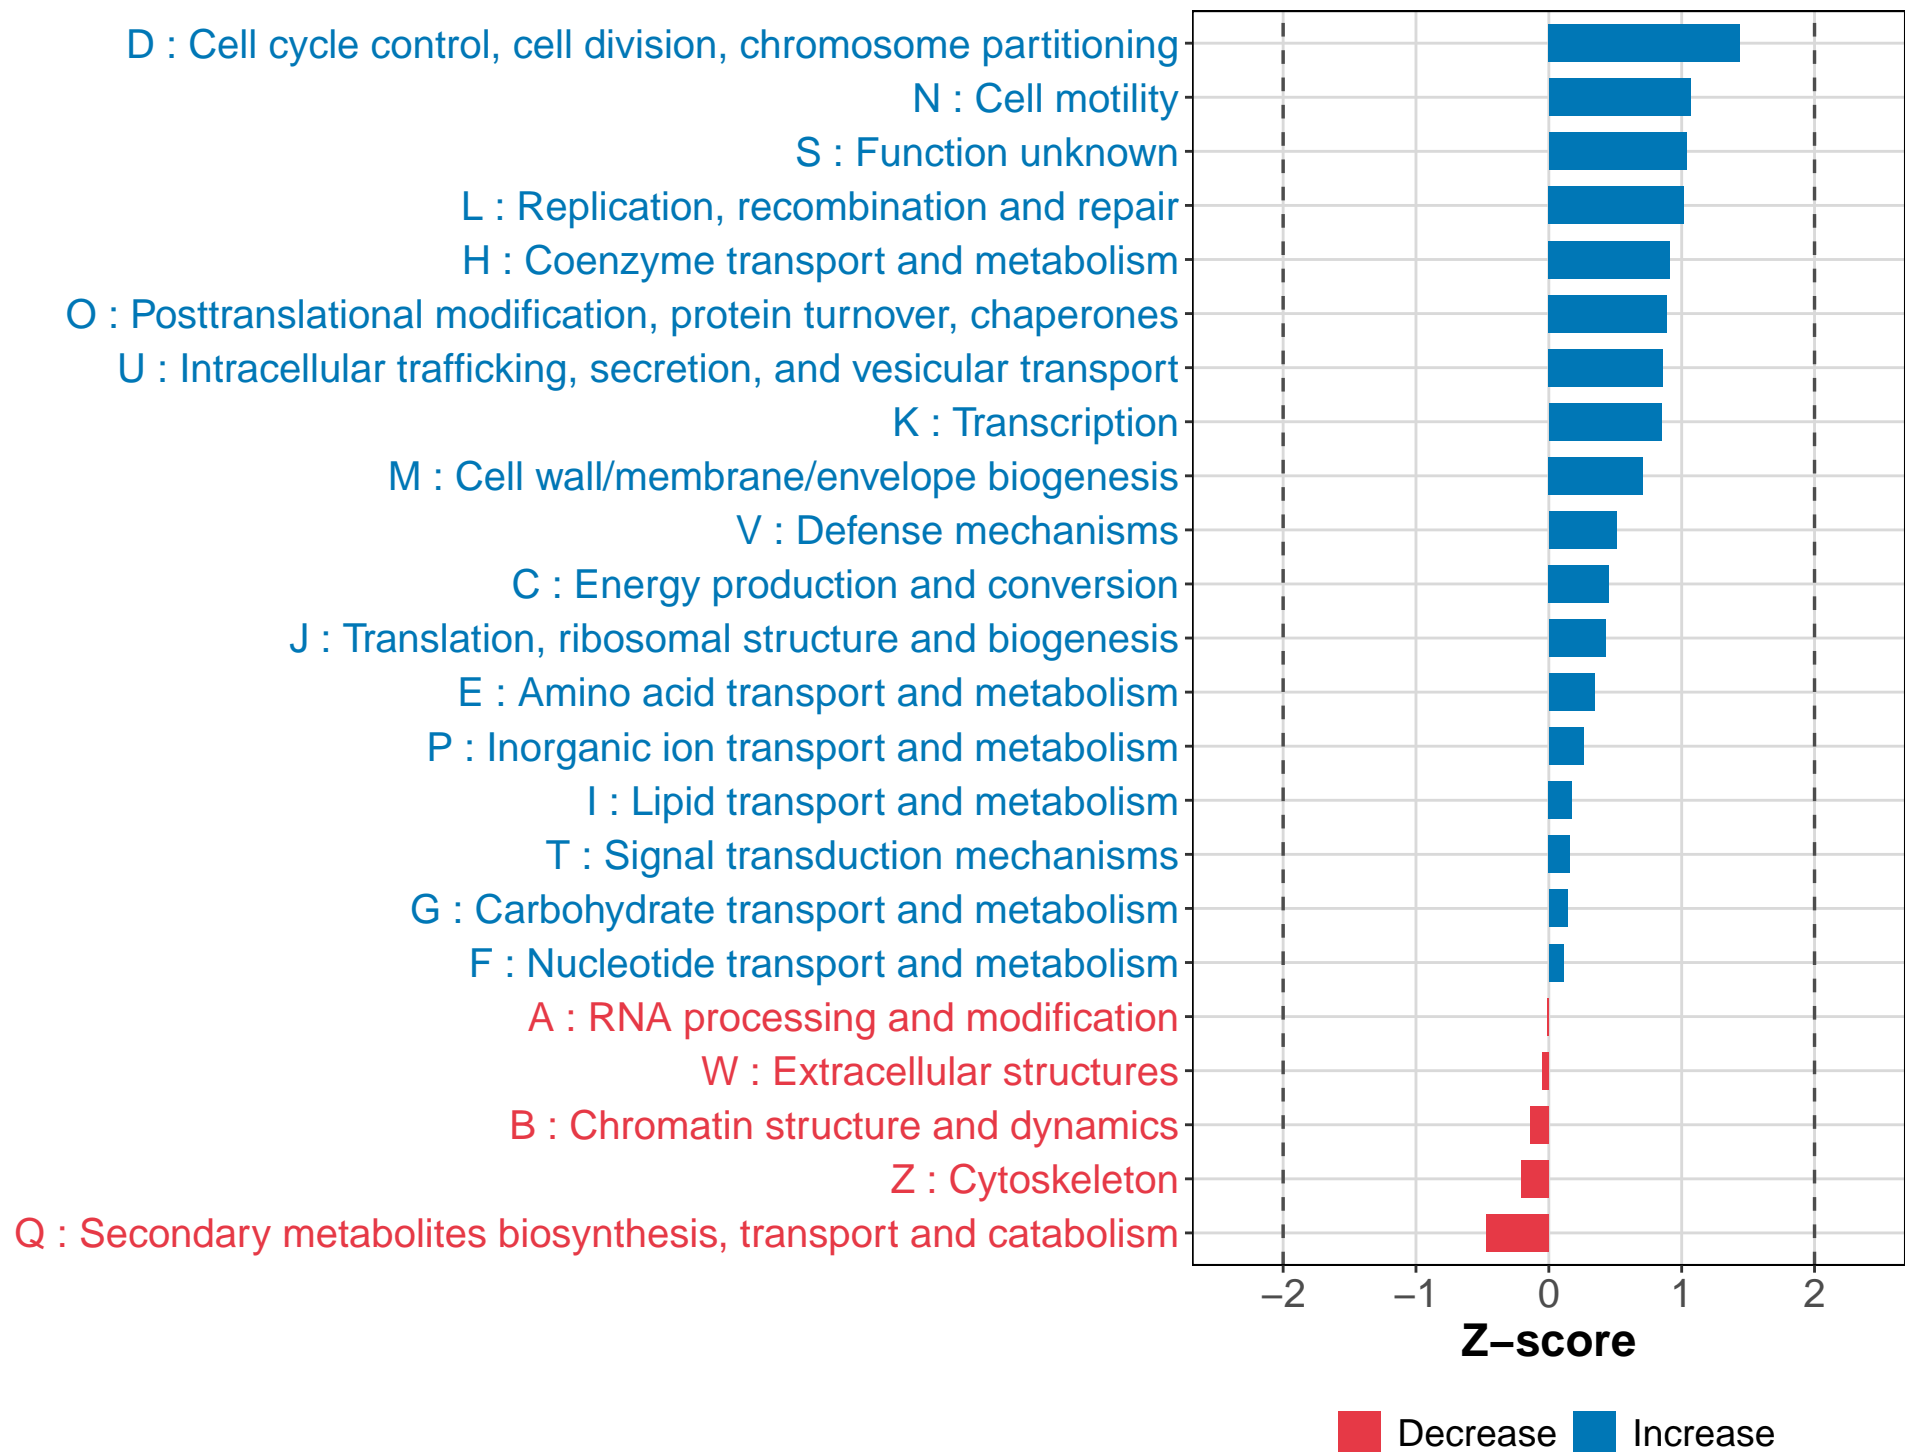 D : Cell cycle control, cell division, chromosome partitioning
N : Cell motility
S : Function unknown
L : Replication, recombination and repair
H : Coenzyme transport and metabolism
O : Posttranslational modification, protein turnover, chaperones
U : Intracellular trafficking, secretion, and vesicular transport
K : Transcription
M : Cell wall/membrane/envelope biogenesis
V : Defense mechanisms
C : Energy production and conversion
J : Translation, ribosomal structure and biogenesis
E : Amino acid transport and metabolism
P : Inorganic ion transport and metabolism
I : Lipid transport and metabolism
T : Signal transduction mechanisms
G : Carbohydrate transport and metabolism
F : Nucleotide transport and metabolism
A : RNA processing and modification
W : Extracellular structures
B : Chromatin structure and dynamics
Z : Cytoskeleton
Q : Secondary metabolites biosynthesis, transport and catabolism
−2 −1 0 1 2
Z−score
Decrease Increase